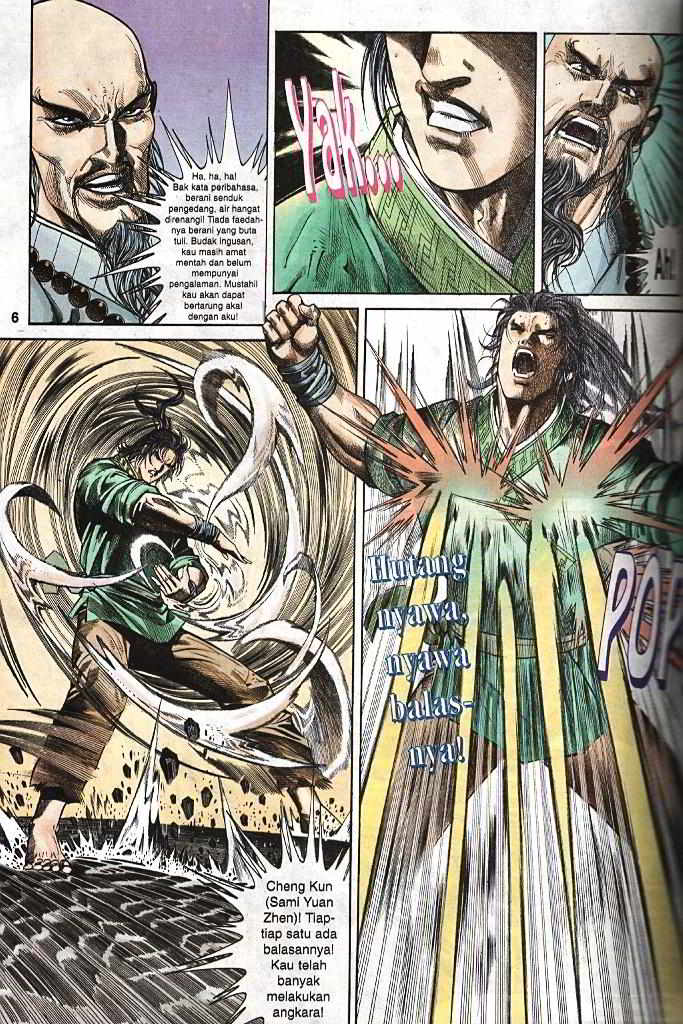 Ha, ha, ha!
Bak kata peribahasa,
berani senduk
pengedang, air hangat
direnangi! Tiada faedah-
nya berani yang buta
tuli. Budak ingusan,
kau masih amat
mentah dan belum
mempunyai
pengalaman. Mustahil
kau akan dapat
bertarung akal
dengan aku!
Yak....
Ah!
6
Hutang
nyawa,
nyawa
balas-
nya!
POP
Cheng Kun
(Sami Yuan
Zhen)! Tiap-
tiap satu ada
balasannya!
Kau telah
banyak
melakukan
angkara!